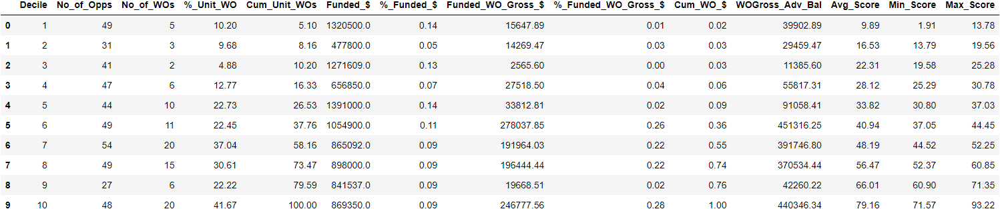 Decile No_of_Opps No_of_WOs %_Unit_WO Cum_Unit_WOs Funded_$ %_Funded_$ Funded_WO_Gross_$ %_Funded_WO_Gross_$ Cum_WO_$ WOGross_Adv_Bal Avg_Score Min_Score Max_Score
0 1 49 5 10.20 5.10 1320500.0 0.14 15647.89 0.01 0.02 39902.89 9.89 1.91 13.78
1 2 31 3 9.68 8.16 477800.0 0.05 14269.47 0.03 0.03 29459.47 16.53 13.79 19.56
2 3 41 2 4.88 10.20 1271609.0 0.13 2565.60 0.00 0.03 11385.60 22.31 19.58 25.28
3 4 47 6 12.77 16.33 656850.0 0.07 27518.50 0.04 0.06 55817.31 28.12 25.29 30.78
4 5 44 10 22.73 26.53 1391000.0 0.14 33812.81 0.02 0.09 91058.41 33.82 30.80 37.03
5 6 49 11 22.45 37.76 1054900.0 0.11 278037.85 0.26 0.36 451316.25 40.94 37.05 44.45
6 7 54 20 37.04 58.16 865092.0 0.09 191964.03 0.22 0.55 391746.80 48.19 44.52 52.25
7 8 49 15 30.61 73.47 898000.0 0.09 196444.44 0.22 0.74 370534.44 56.47 52.37 60.85
8 9 27 6 22.22 79.59 841537.0 0.09 19668.51 0.02 0.76 42260.22 66.01 60.90 71.35
9 10 48 20 41.67 100.00 869350.0 0.09 246777.56 0.28 1.00 440346.34 79.16 71.57 93.22